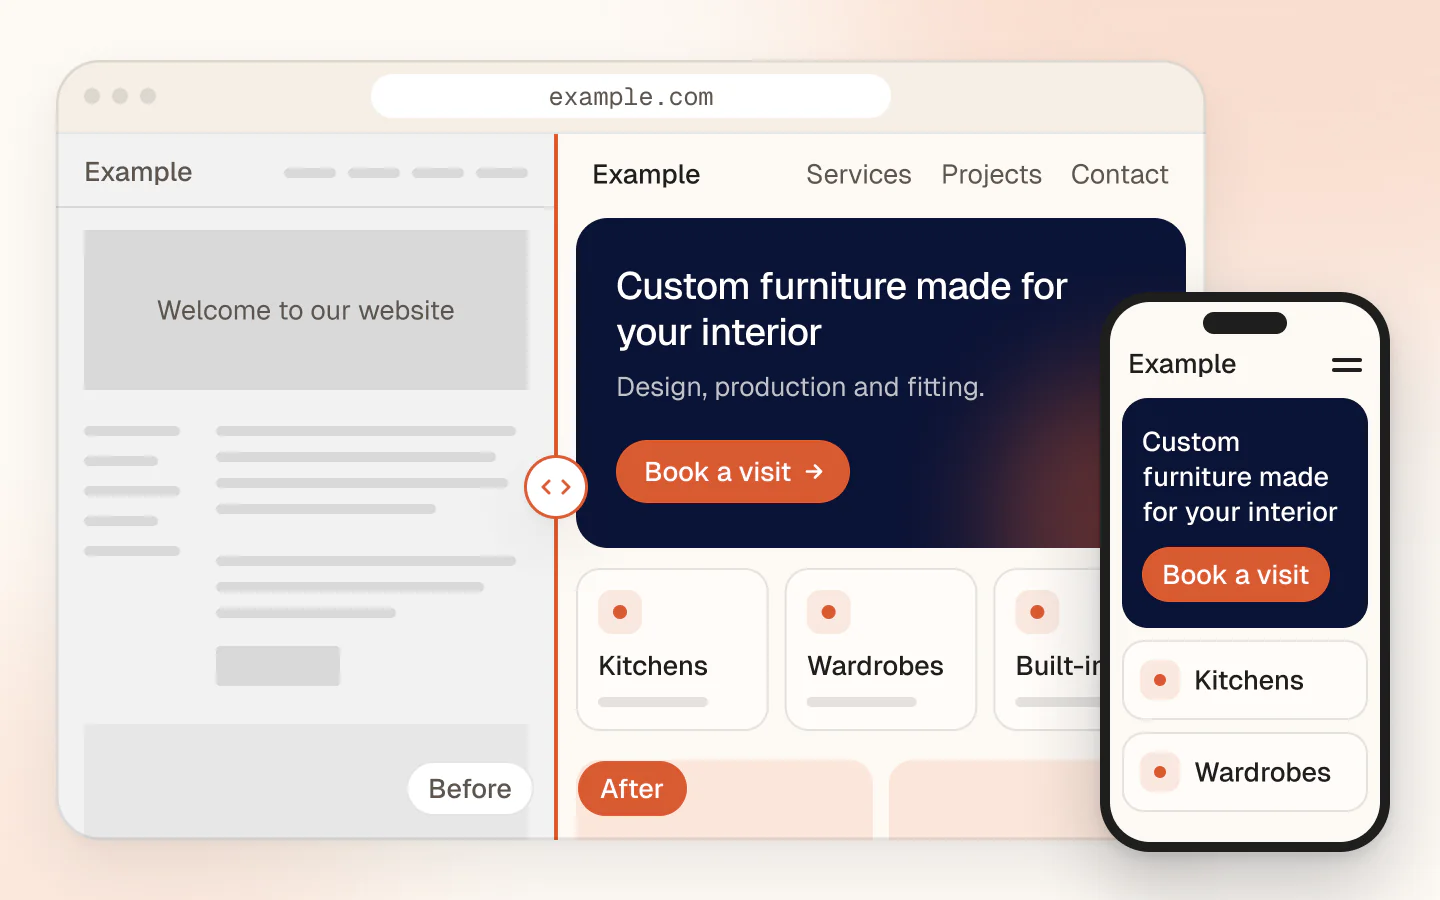 example.com
Example
Welcome to our website
Before
Example
Services Projects Contact
Custom furniture made for
your interior
Design, production and fitting.
Book a visit →
Kitchens
Wardrobes
Built-in
After
Example
Custom
furniture made
for your interior
Book a visit
Kitchens
Wardrobes